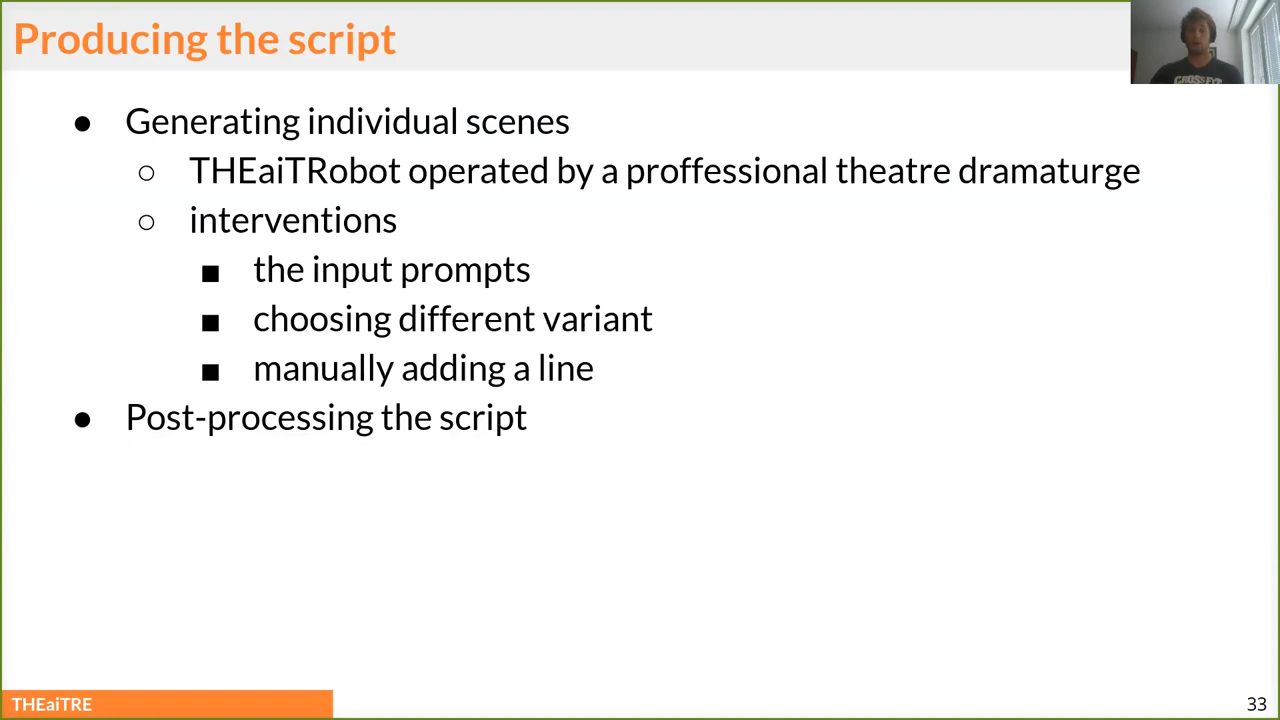 Producing the script
● Generating individual scenes
○ THEaiTRobot operated by a proffessional theatre dramaturge
○ interventions
■ the input prompts
■ choosing different variant
■ manually adding a line
● Post-processing the script
THEaiTRE
33